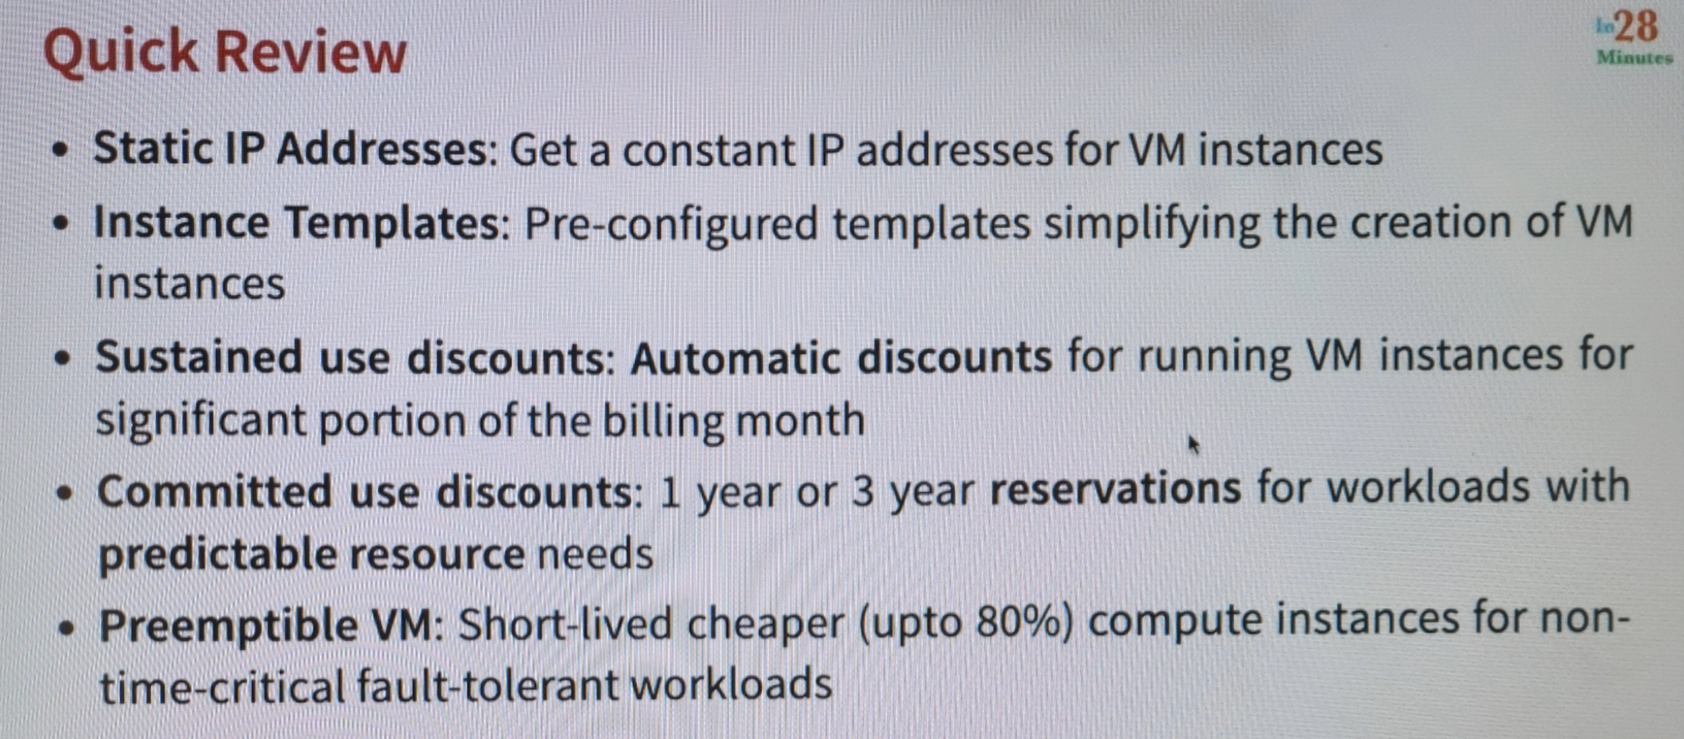 Quick Review
In28
Minutes
• Static IP Addresses: Get a constant IP addresses for VM instances
• Instance Templates: Pre-configured templates simplifying the creation of VM
instances
• Sustained use discounts: Automatic discounts for running VM instances for
significant portion of the billing month
• Committed use discounts: 1 year or 3 year reservations for workloads with
predictable resource needs
• Preemptible VM: Short-lived cheaper (upto 80%) compute instances for non-
time-critical fault-tolerant workloads